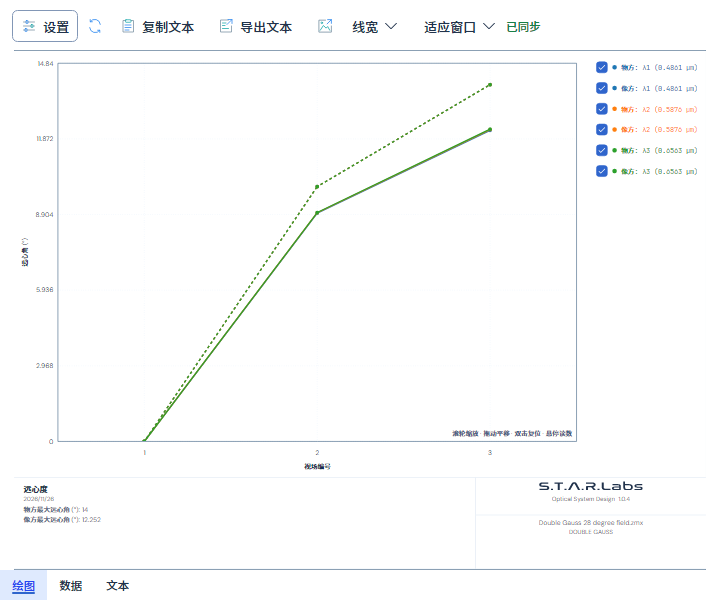 设置 复制文本 导出文本 线宽 适应窗口 已同步
14.84
11.872
8.904
5.936
2.968
0
远心角 (°)
1 2 3
视场编号
滚轮缩放 · 拖动平移 · 双击复位 · 悬停读数
物方: λ1 (0.4861 μm)
像方: λ1 (0.4861 μm)
物方: λ2 (0.5876 μm)
像方: λ2 (0.5876 μm)
物方: λ3 (0.6563 μm)
像方: λ3 (0.6563 μm)
远心度
2026/11/26
物方最大远心角 (°): 14
像方最大远心角 (°): 12.252
S.T.A.R.Labs
Optical System Design 1.0.4
Double Gauss 28 degree field.zmx
DOUBLE GAUSS
绘图 数据 文本